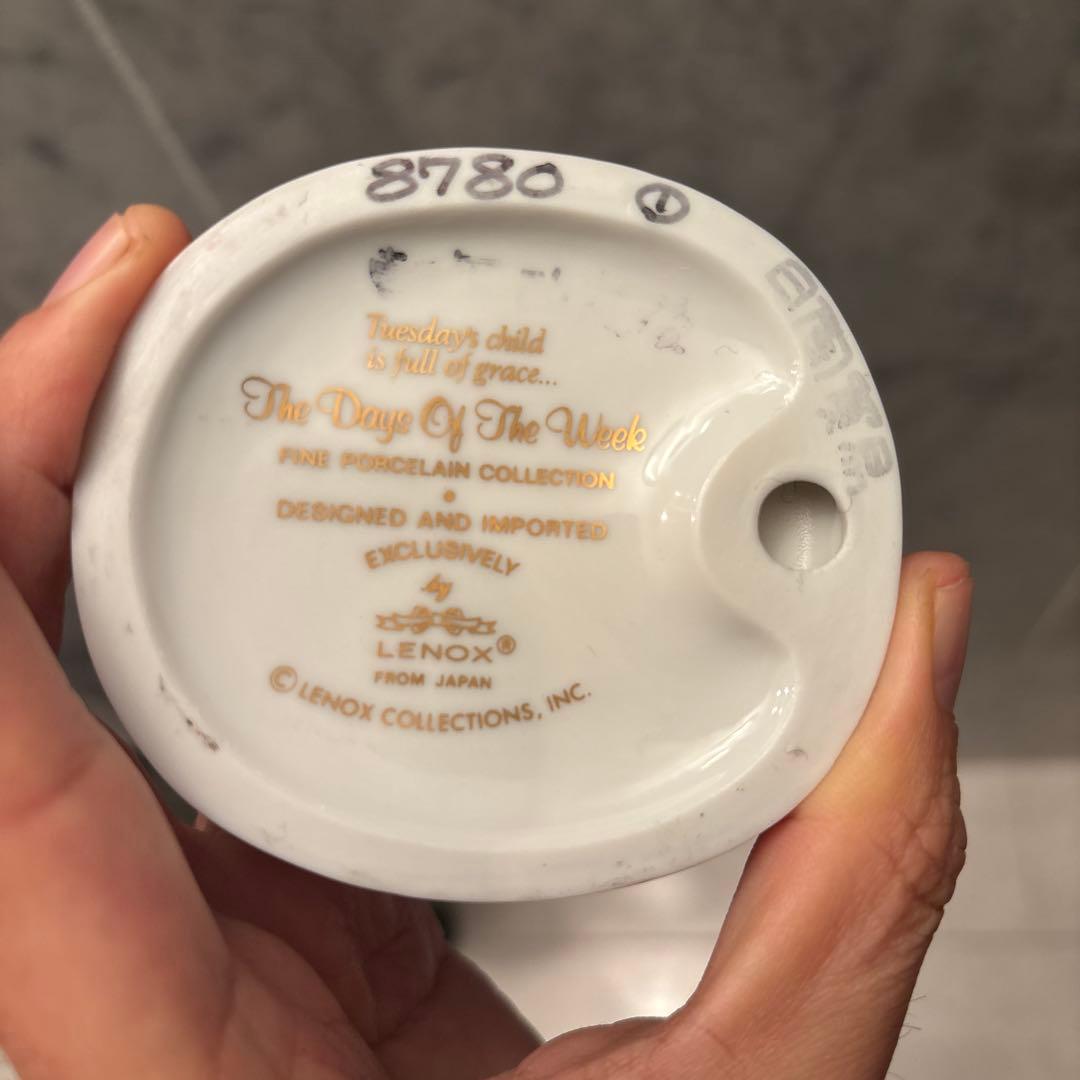 8780 ①
Tuesday's child
is full of grace...
The Days Of The Week
FINE PORCELAIN COLLECTION
•
DESIGNED AND IMPORTED
EXCLUSIVELY
by
LENOX®
FROM JAPAN
© LENOX COLLECTIONS, INC.